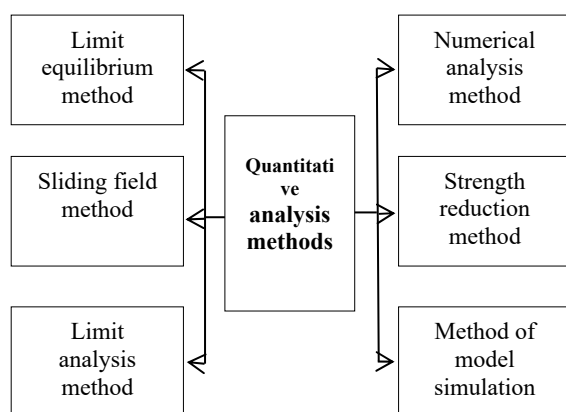 Limit
equilibrium
method
Sliding field
method
Limit
analysis
method
Quantitati
ve
analysis
methods
Numerical
analysis
method
Strength
reduction
method
Method of
model
simulation